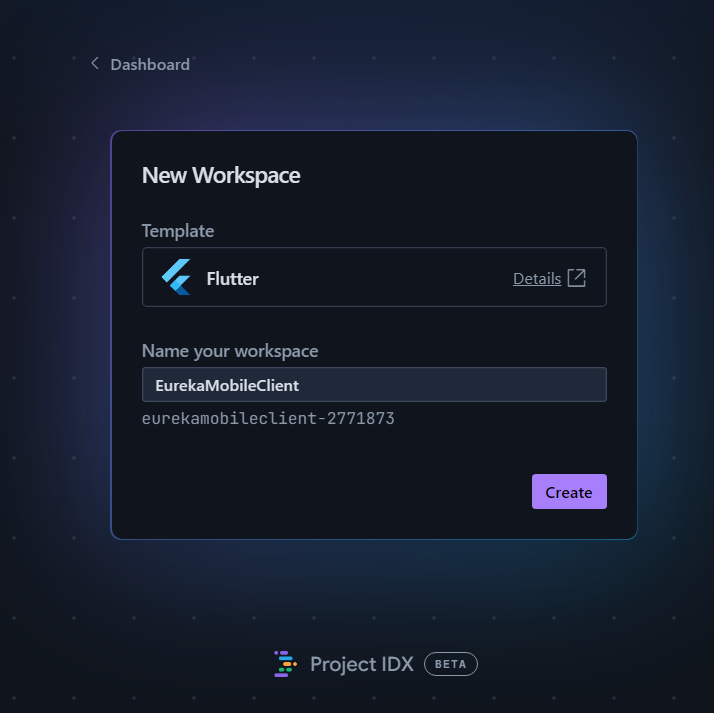 Dashboard
New Workspace
Template
Flutter
Details
Name your workspace
EurekaMobileClient
eurekamobileclient-2771873
Create
Project IDX BETA